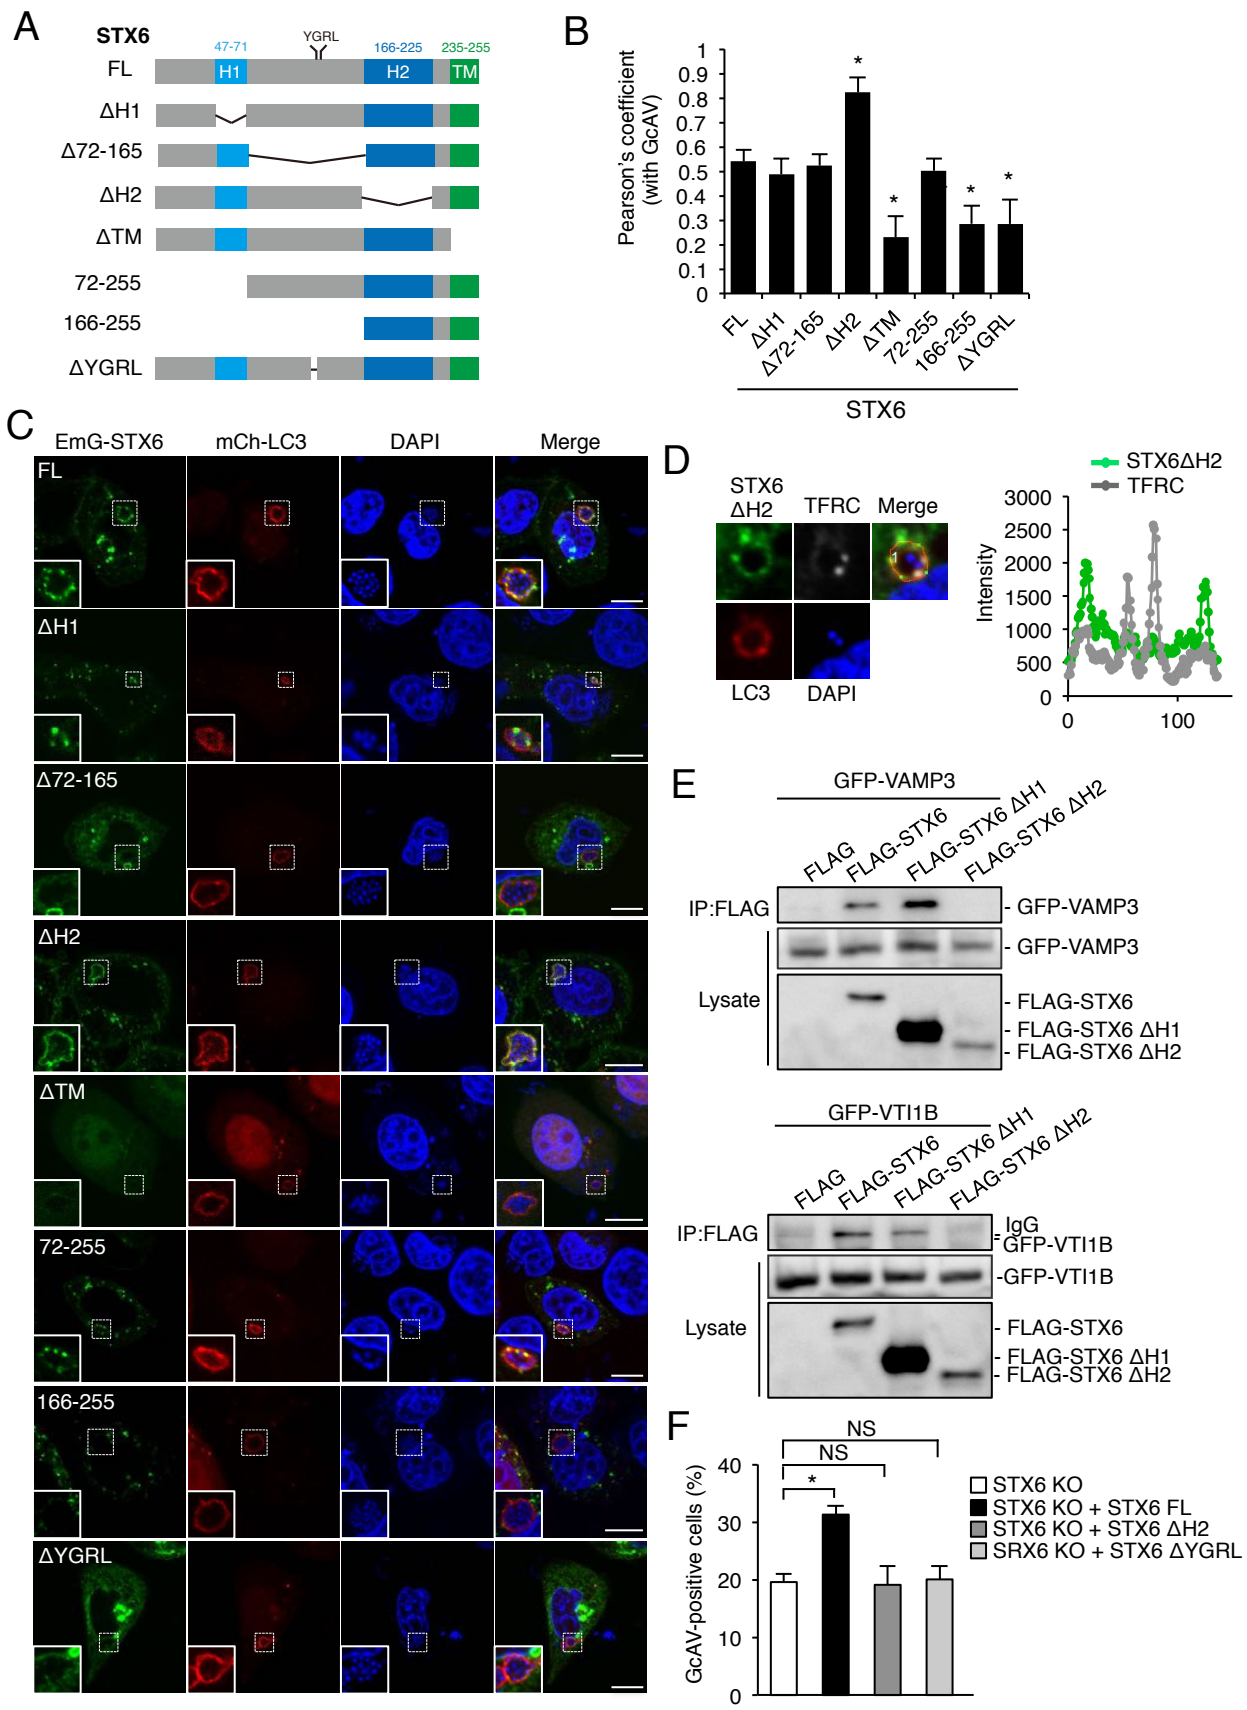 A
STX6
YGRL
47-71
166-225
235-255
FL
H1
H2
TM
ΔH1
Δ72-165
ΔH2
ΔTM
72-255
166-255
ΔYGRL
B
Pearson's coefficient
(with GcAV)
1
0.9
0.8
0.7
0.6
0.5
0.4
0.3
0.2
0.1
0
*
*
*
*
FL
ΔH1
Δ72-165
ΔH2
ΔTM
72-255
166-255
ΔYGRL
STX6
C
EmG-STX6
mCh-LC3
DAPI
Merge
FL
ΔH1
Δ72-165
ΔH2
ΔTM
72-255
166-255
ΔYGRL
D
STX6
ΔH2
TFRC
Merge
1
LC3
DAPI
STX6ΔH2
TFRC
Intensity
3000
2500
2000
1500
1000
500
0
0
100
E
GFP-VAMP3
FLAG
FLAG-STX6
FLAG-STX6 ΔH1
FLAG-STX6 ΔH2
IP:FLAG
- GFP-VAMP3
- GFP-VAMP3
Lysate
- FLAG-STX6
- FLAG-STX6 ΔH1
- FLAG-STX6 ΔH2
GFP-VTI1B
FLAG
FLAG-STX6
FLAG-STX6 ΔH1
FLAG-STX6 ΔH2
IP:FLAG
- IgG
- GFP-VTI1B
-GFP-VTI1B
Lysate
- FLAG-STX6
- FLAG-STX6 ΔH1
- FLAG-STX6 ΔH2
F
GcAV-positive cells (%)
40
30
20
10
0
NS
NS
*
STX6 KO
STX6 KO + STX6 FL
STX6 KO + STX6 ΔH2
SRX6 KO + STX6 ΔYGRL